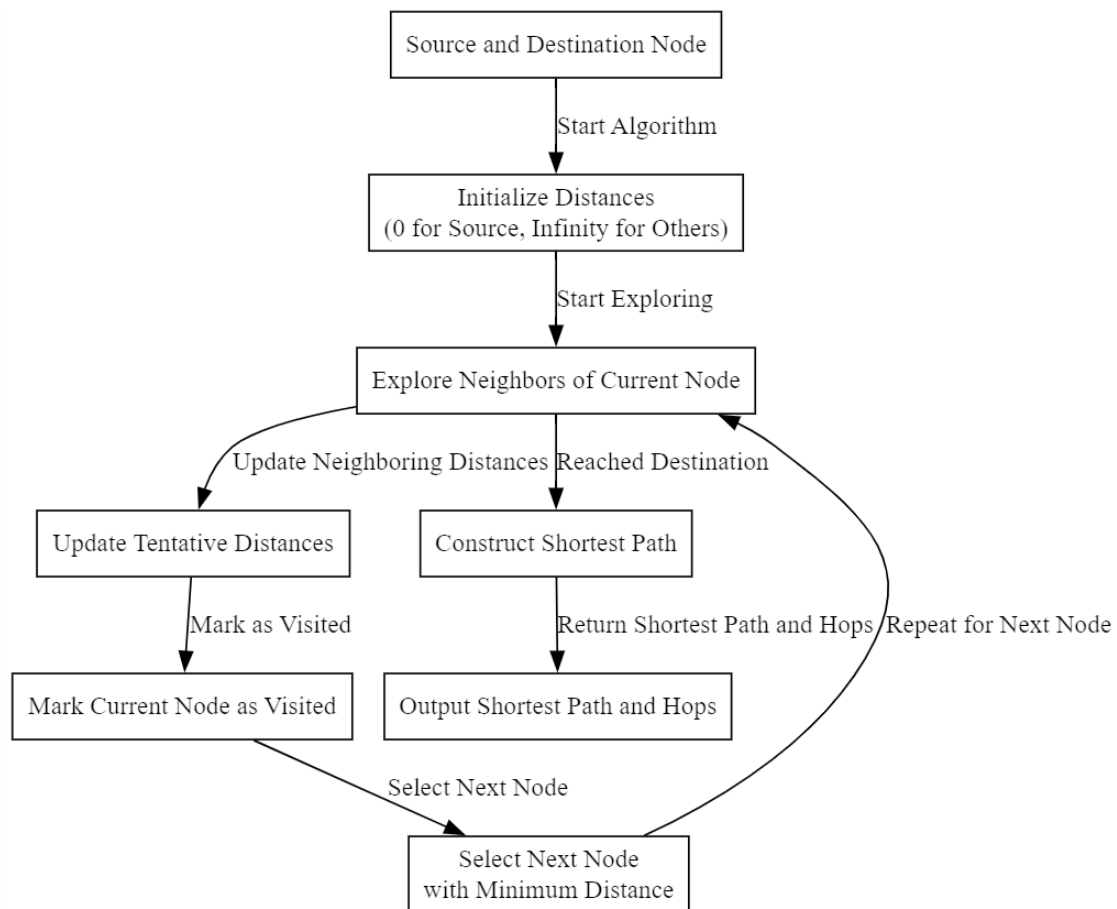 Source and Destination Node
Start Algorithm
Initialize Distances
(0 for Source, Infinity for Others)
Start Exploring
Explore Neighbors of Current Node
Update Neighboring Distances
Reached Destination
Update Tentative Distances
Construct Shortest Path
Mark as Visited
Return Shortest Path and Hops
Repeat for Next Node
Mark Current Node as Visited
Output Shortest Path and Hops
Select Next Node
Select Next Node
with Minimum Distance